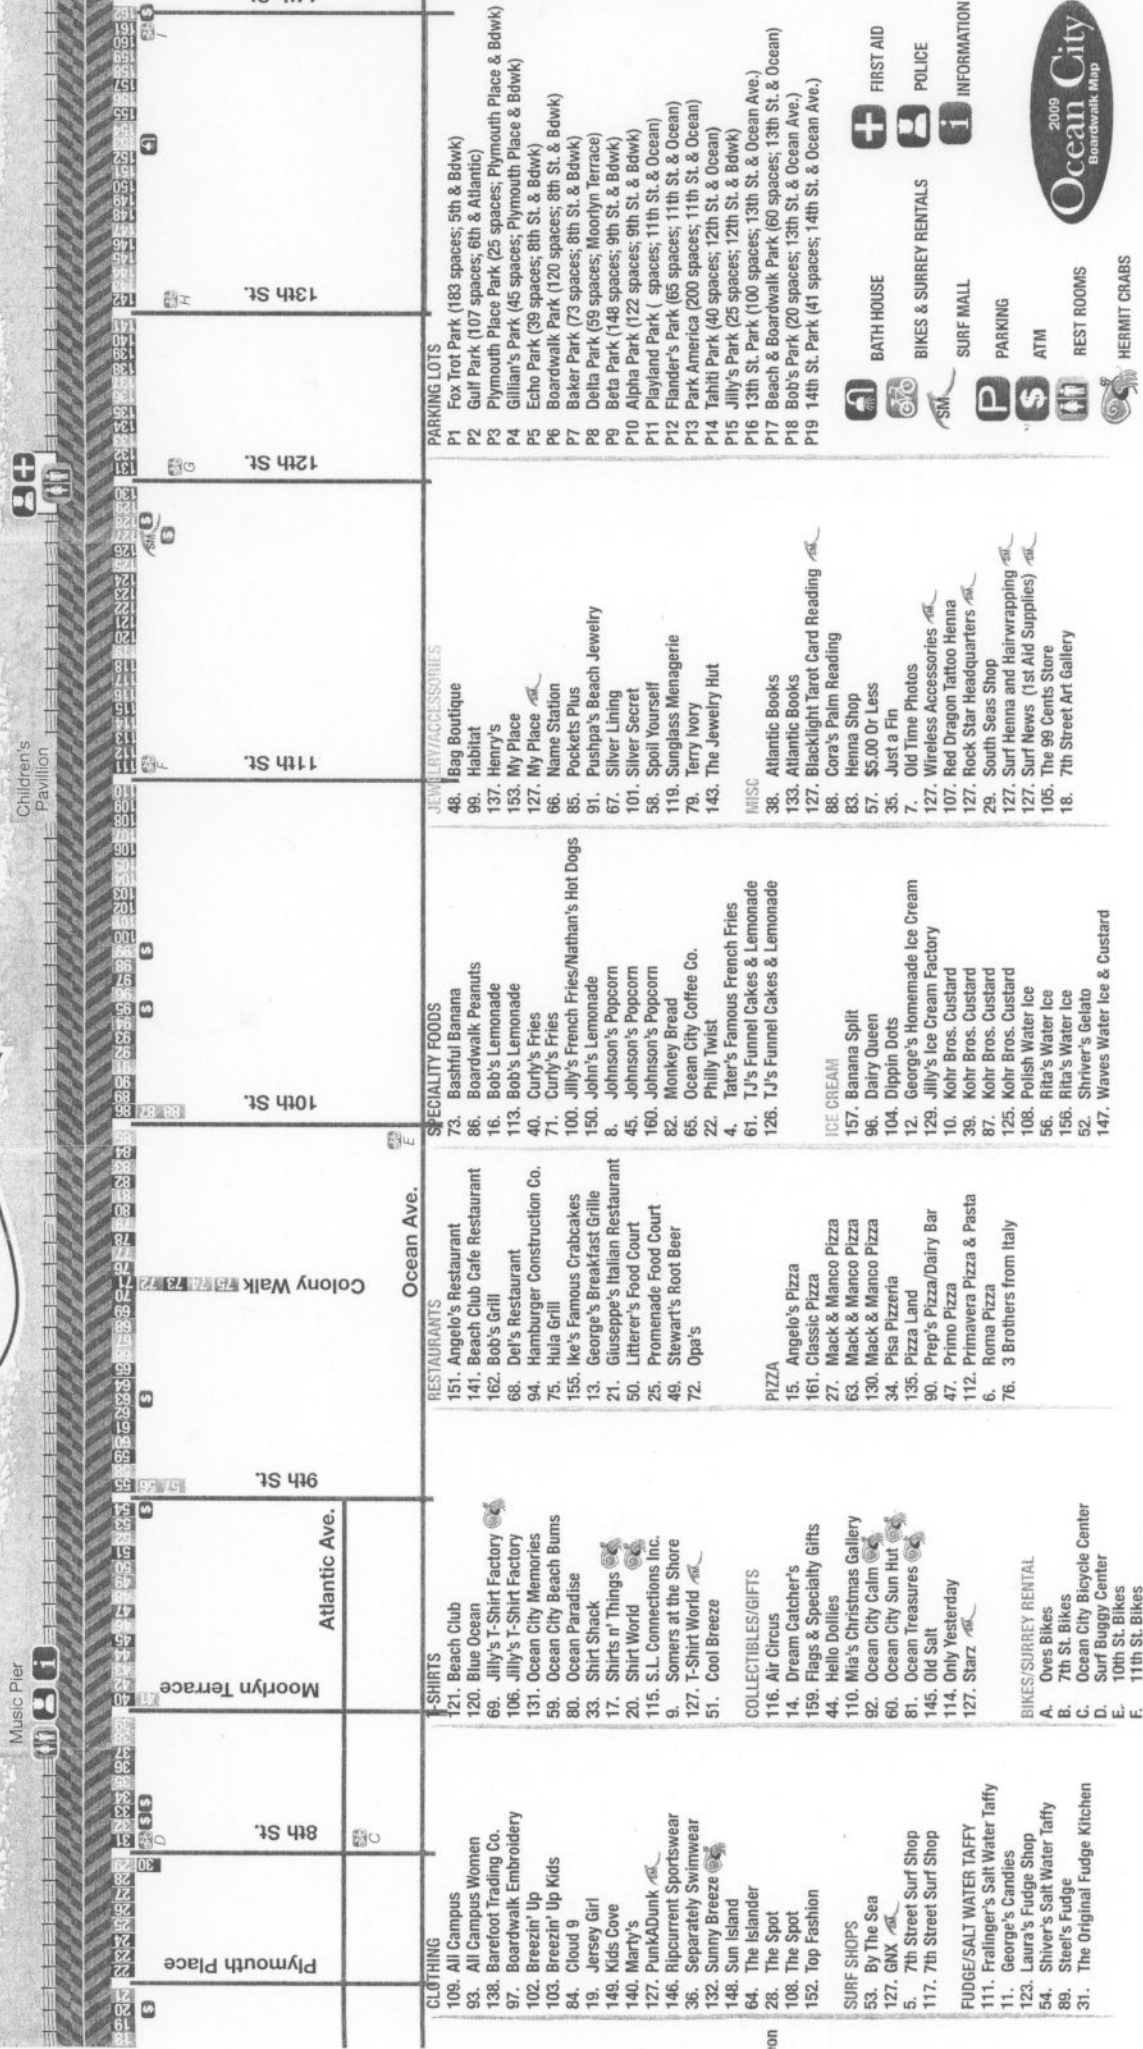 Music Pier
Children's
Pavillion
Plymouth Place
8th St.
Moorlyn Terrace
Atlantic Ave.
9th St.
Colony Walk
Ocean Ave.
10th St.
11th St.
12th St.
13th St.
CLOTHING
109. All Campus
93. All Campus Women
138. Barefoot Trading Co.
97. Boardwalk Embroidery
102. Breezin' Up
103. Breezin' Up Kids
84. Cloud 9
19. Jersey Girl
149. Kids Cove
140. Marty's
127. PunkADunk SM
146. Ripcurrent Sportswear
36. Separately Swimwear
132. Sunny Breeze
148. Sun Island
64. The Islander
28. The Spot
108. The Spot
152. Top Fashion
SURF SHOPS
53. By The Sea
127. GNX SM
5. 7th Street Surf Shop
117. 7th Street Surf Shop
FUDGE/SALT WATER TAFFY
111. Fralinger's Salt Water Taffy
11. George's Candies
123. Laura's Fudge Shop
54. Shiver's Salt Water Taffy
89. Steel's Fudge
31. The Original Fudge Kitchen
T-SHIRTS
121. Beach Club
120. Blue Ocean
69. Jilly's T-Shirt Factory
106. Jilly's T-Shirt Factory
131. Ocean City Memories
59. Ocean City Beach Bums
80. Ocean Paradise
33. Shirt Shack
17. Shirts n' Things
20. Shirt World
115. S.L. Connections Inc.
9. Somers at the Shore
127. T-Shirt World SM
51. Cool Breeze
COLLECTIBLES/GIFTS
116. Air Circus
14. Dream Catcher's
159. Flags & Specialty Gifts
44. Hello Dollies
110. Mia's Christmas Gallery
92. Ocean City Calm
60. Ocean City Sun Hut
81. Ocean Treasures
145. Old Salt
114. Only Yesterday
127. Starz SM
BIKES/SURREY RENTAL
A. Oves Bikes
B. 7th St. Bikes
C. Ocean City Bicycle Center
D. Surf Buggy Center
E. 10th St. Bikes
F. 11th St. Bikes
RESTAURANTS
151. Angelo's Restaurant
141. Beach Club Cafe Restaurant
162. Bob's Grill
68. Del's Restaurant
94. Hamburger Construction Co.
75. Hula Grill
155. Ike's Famous Crabcakes
13. George's Breakfast Grille
21. Giuseppe's Italian Restaurant
50. Litterer's Food Court
25. Promenade Food Court
49. Stewart's Root Beer
72. Opa's
PIZZA
15. Angelo's Pizza
161. Classic Pizza
27. Mack & Manco Pizza
63. Mack & Manco Pizza
130. Mack & Manco Pizza
34. Pisa Pizzeria
135. Pizza Land
90. Prep's Pizza/Dairy Bar
47. Primo Pizza
112. Primavera Pizza & Pasta
6. Roma Pizza
76. 3 Brothers from Italy
SPECIALITY FOODS
73. Bashful Banana
86. Boardwalk Peanuts
16. Bob's Lemonade
113. Bob's Lemonade
40. Curly's Fries
71. Curly's Fries
100. Jilly's French Fries/Nathan's Hot Dogs
150. John's Lemonade
8. Johnson's Popcorn
45. Johnson's Popcorn
160. Johnson's Popcorn
82. Monkey Bread
65. Ocean City Coffee Co.
22. Philly Twist
4. Tater's Famous French Fries
61. TJ's Funnel Cakes & Lemonade
126. TJ's Funnel Cakes & Lemonade
ICE CREAM
157. Banana Split
96. Dairy Queen
104. Dippin Dots
12. George's Homemade Ice Cream
129. Jilly's Ice Cream Factory
10. Kohr Bros. Custard
39. Kohr Bros. Custard
87. Kohr Bros. Custard
125. Kohr Bros. Custard
108. Polish Water Ice
56. Rita's Water Ice
156. Rita's Water Ice
52. Shriver's Gelato
147. Waves Water Ice & Custard
JEWELRY/ACCESSORIES
48. Bag Boutique
99. Habitat
137. Henry's
153. My Place
127. My Place SM
66. Name Station
85. Pockets Plus
91. Pushpa's Beach Jewelry
67. Silver Lining
101. Silver Secret
58. Spoil Yourself
119. Sunglass Menagerie
79. Terry Ivory
143. The Jewelry Hut
MISC
38. Atlantic Books
133. Atlantic Books
127. Blacklight Tarot Card Reading SM
88. Cora's Palm Reading
83. Henna Shop
57. $5.00 Or Less
35. Just a Fin
7. Old Time Photos
127. Wireless Accessories SM
107. Red Dragon Tattoo Henna
127. Rock Star Headquarters SM
29. South Seas Shop
127. Surf Henna and Hairwrapping SM
127. Surf News (1st Aid Supplies) SM
105. The 99 Cents Store
18. 7th Street Art Gallery
PARKING LOTS
P1 Fox Trot Park (183 spaces; 5th & Bdwk)
P2 Gulf Park (107 spaces; 6th & Atlantic)
P3 Plymouth Place Park (25 spaces; Plymouth Place & Bdwk)
P4 Gillian's Park (45 spaces; Plymouth Place & Bdwk)
P5 Echo Park (39 spaces; 8th St. & Bdwk)
P6 Boardwalk Park (120 spaces; 8th St. & Bdwk)
P7 Baker Park (73 spaces; 8th St. & Bdwk)
P8 Delta Park (59 spaces; Moorlyn Terrace)
P9 Beta Park (148 spaces; 9th St. & Bdwk)
P10 Alpha Park (122 spaces; 9th St. & Bdwk)
P11 Playland Park ( spaces; 11th St. & Ocean)
P12 Flander's Park (65 spaces; 11th St. & Ocean)
P13 Park America (200 spaces; 11th St. & Ocean)
P14 Tahiti Park (40 spaces; 12th St. & Ocean)
P15 Jilly's Park (25 spaces; 12th St. & Bdwk)
P16 13th St. Park (100 spaces; 13th St. & Ocean Ave.)
P17 Beach & Boardwalk Park (60 spaces; 13th St. & Ocean)
P18 Bob's Park (20 spaces; 13th St. & Ocean Ave.)
P19 14th St. Park (41 spaces; 14th St. & Ocean Ave.)
BATH HOUSE
BIKES & SURREY RENTALS
SM SURF MALL
P PARKING
$ ATM
REST ROOMS
HERMIT CRABS
FIRST AID
POLICE
i INFORMATION
2009
Ocean City
Boardwalk Map